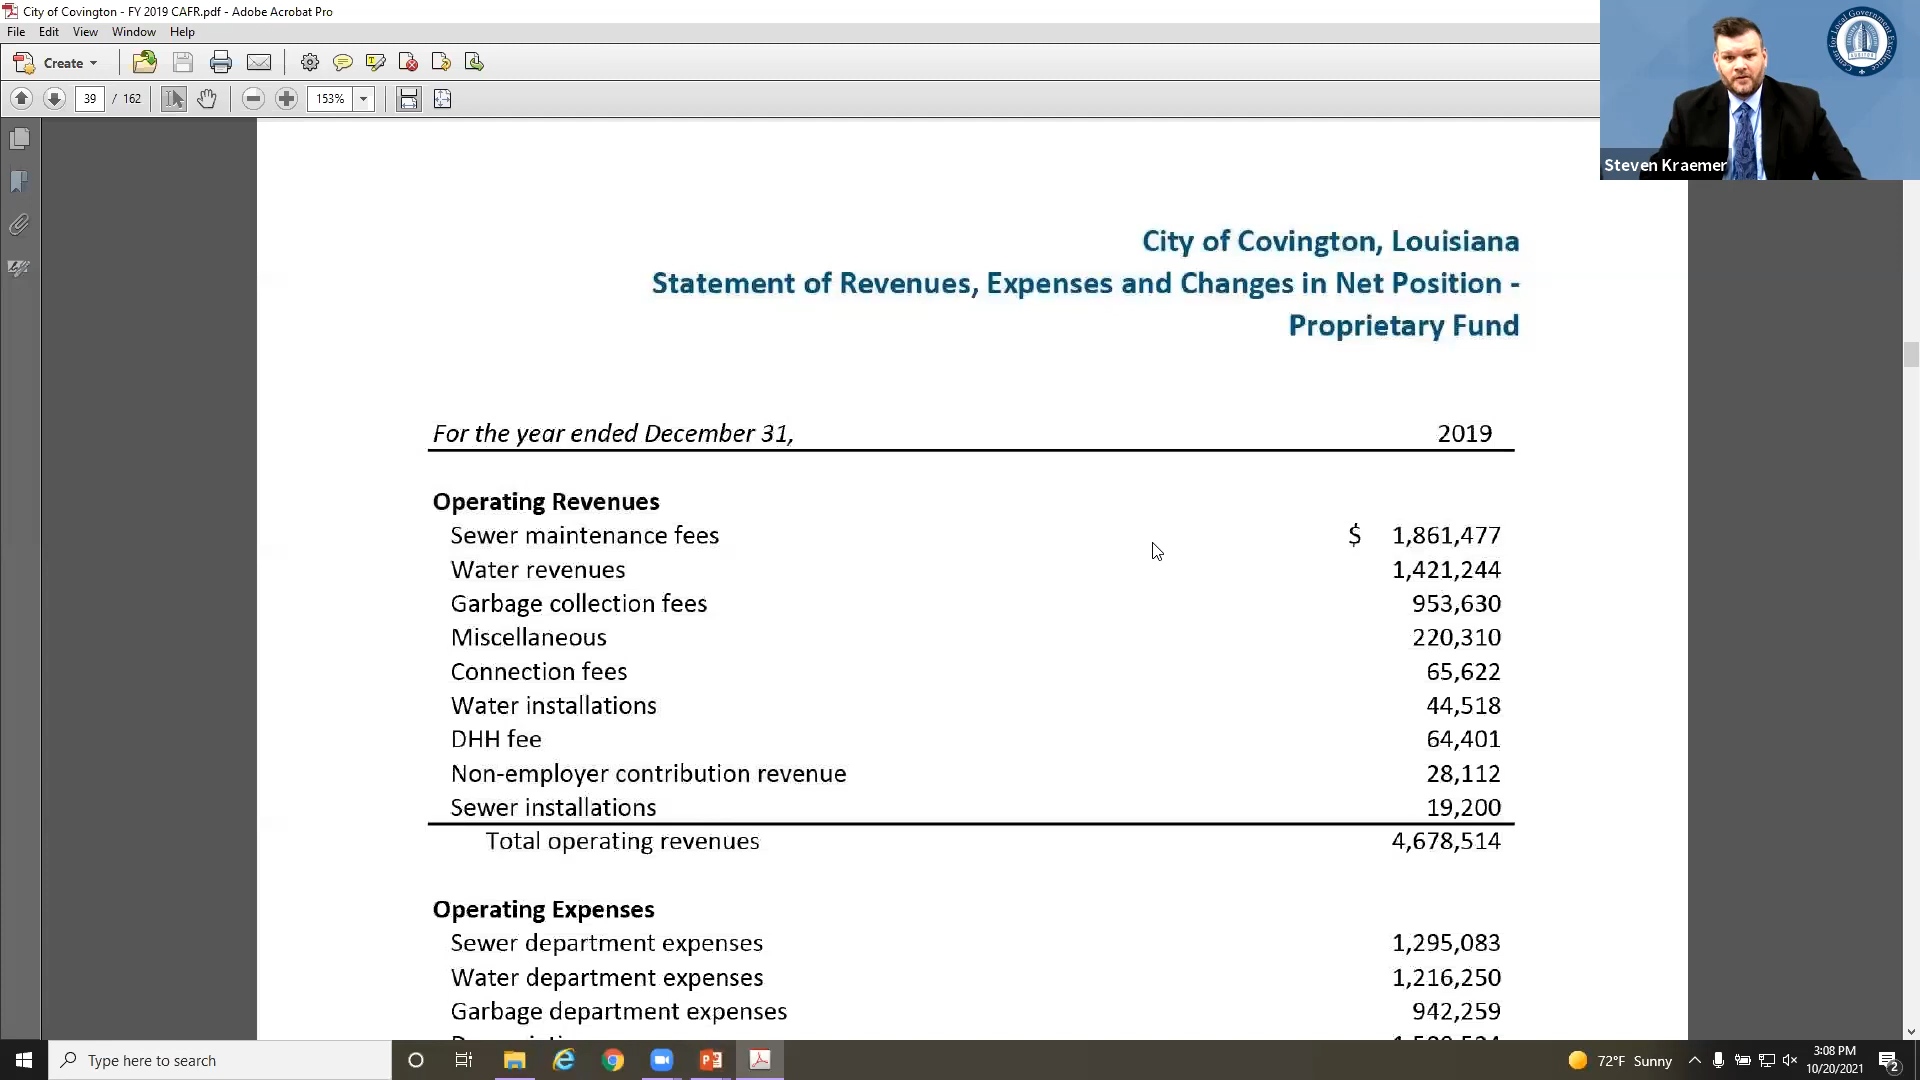 City of Covington - FY 2019 CAFR.pdf - Adobe Acrobat Pro
File Edit View Window Help
Create
39 / 162 153%
Steven Kraemer
City of Covington, Louisiana
Statement of Revenues, Expenses and Changes in Net Position -
Proprietary Fund
For the year ended December 31, 2019
Operating Revenues
Sewer maintenance fees $ 1,861,477
Water revenues 1,421,244
Garbage collection fees 953,630
Miscellaneous 220,310
Connection fees 65,622
Water installations 44,518
DHH fee 64,401
Non-employer contribution revenue 28,112
Sewer installations 19,200
Total operating revenues 4,678,514
Operating Expenses
Sewer department expenses 1,295,083
Water department expenses 1,216,250
Garbage department expenses 942,259
Type here to search
72°F Sunny
3:08 PM
10/20/2021
2